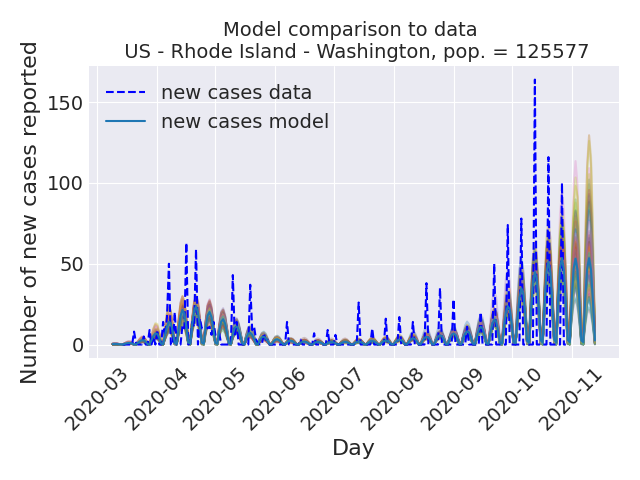 Model comparison to data
US - Rhode Island - Washington, pop. = 125577
new cases data
new cases model
Number of new cases reported
150
100
50
0
2020-03
2020-04
2020-05
2020-06
2020-07
2020-08
2020-09
2020-10
2020-11
Day